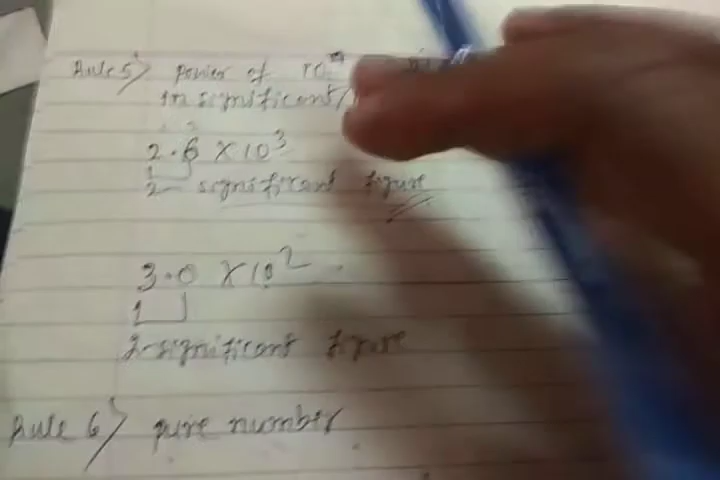 Rule 5) power of 10
in significant
2.6 x 10³
2 - significant figure
3.0 x 10²
2-significant figure
Rule 6) pure number